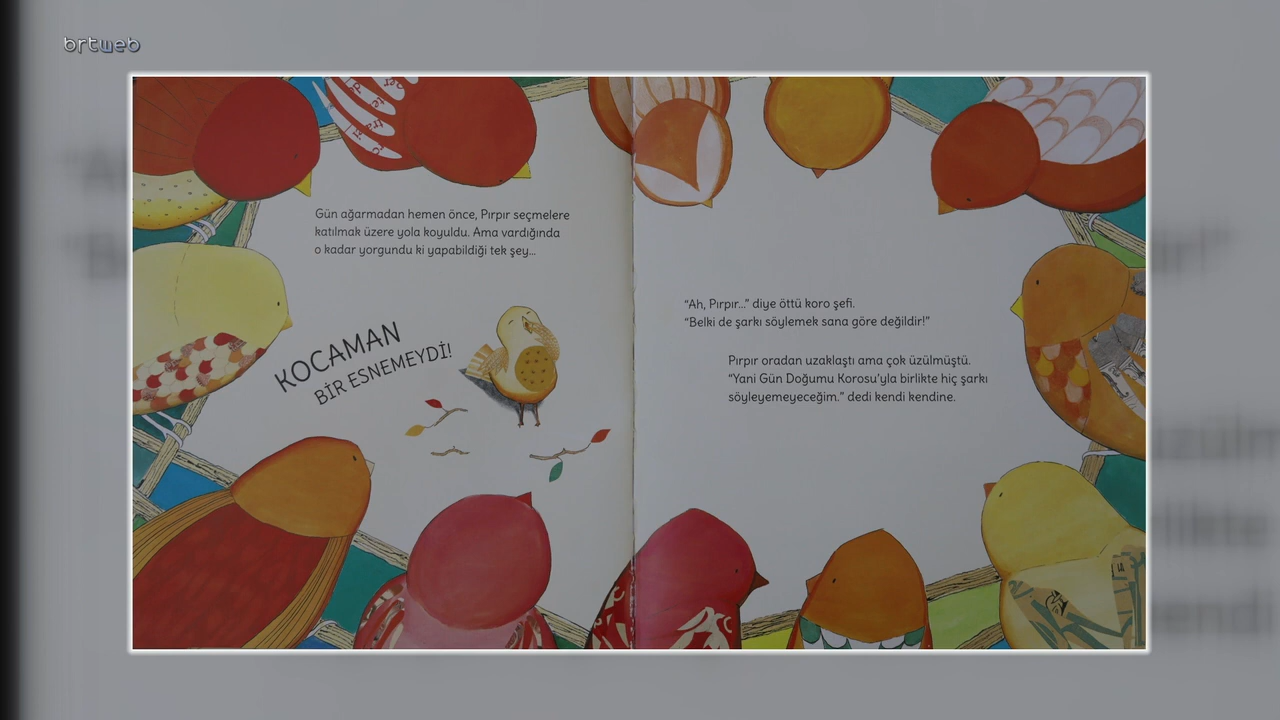 brtweb
Gün ağarmadan hemen önce, Pırpır seçmelere
katılmak üzere yola koyuldu. Ama vardığında
o kadar yorgundu ki yapabildiği tek şey...
KOCAMAN
BİR ESNEMEYDİ!
“Ah, Pırpır...” diye öttü koro şefi.
“Belki de şarkı söylemek sana göre değildir!”
Pırpır oradan uzaklaştı ama çok üzülmüştü.
“Yani Gün Doğumu Korosu’yla birlikte hiç şarkı
söyleyemeyeceğim.” dedi kendi kendine.